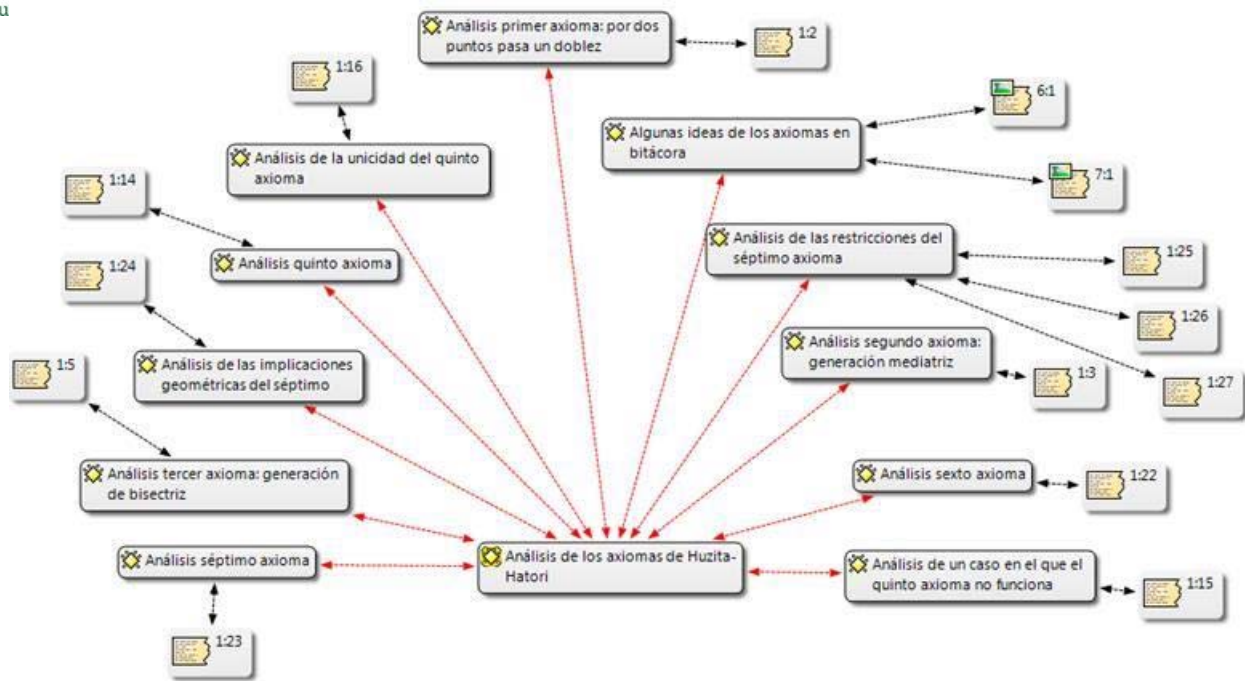 u
Análisis primer axioma: por dos
puntos pasa un doblez
1:2
1:16
6:1
Algunas ideas de los axiomas en
bitácora
Análisis de la unicidad del quinto
axioma
7:1
1:14
Análisis de las restricciones del
séptimo axioma
1:25
Análisis quinto axioma
1:24
1:26
Análisis segundo axioma:
generación mediatriz
Análisis de las implicaciones
geométricas del séptimo
1:5
1:3
1:27
Análisis tercer axioma: generación
de bisectriz
Análisis sexto axioma
1:22
Análisis séptimo axioma
Análisis de los axiomas de Huzita-
Hatori
Análisis de un caso en el que el
quinto axioma no funciona
1:15
1:23